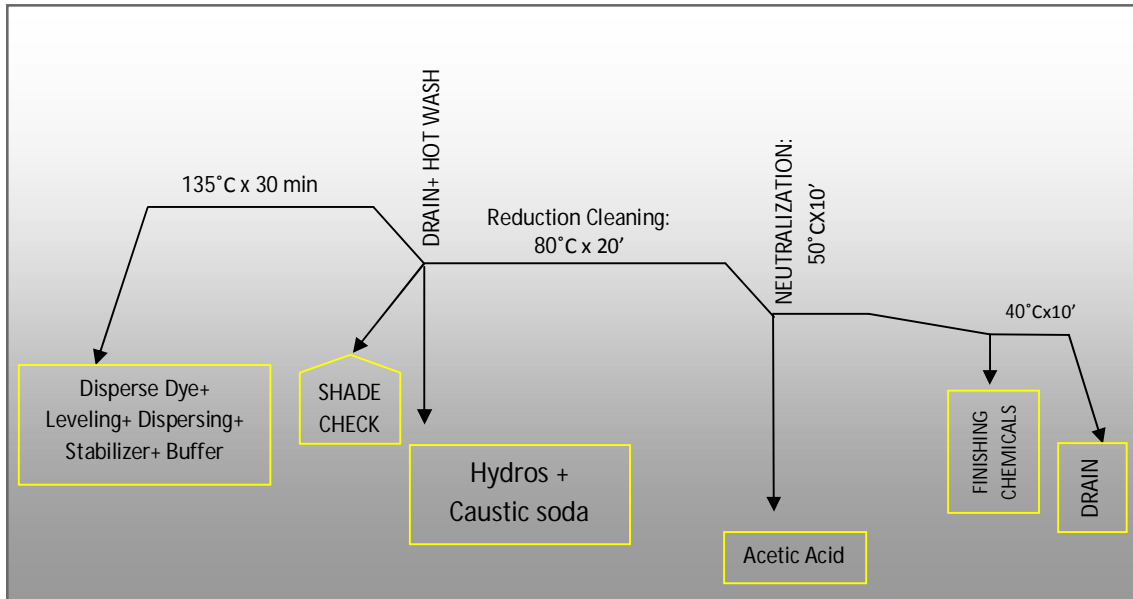 135˚C x 30 min
DRAIN+ HOT WASH
Reduction Cleaning:
80˚C x 20’
NEUTRALIZATION:
50˚CX10’
40˚Cx10’
Disperse Dye+
Leveling+ Dispersing+
Stabilizer+ Buffer
SHADE
CHECK
Hydros +
Caustic soda
Acetic Acid
FINISHING
CHEMICALS
DRAIN